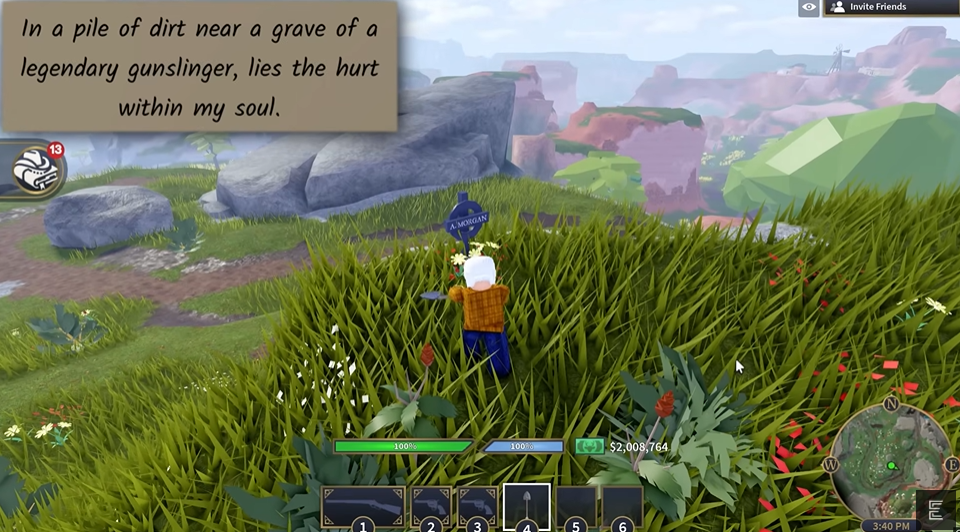 In a pile of dirt near a grave of a
legendary gunslinger, lies the hurt
within my soul.
Invite Friends
13
A. MORGAN
100%
100%
$2,008,764
1
2
3
4
5
6
N
W
E
3:40 PM
E